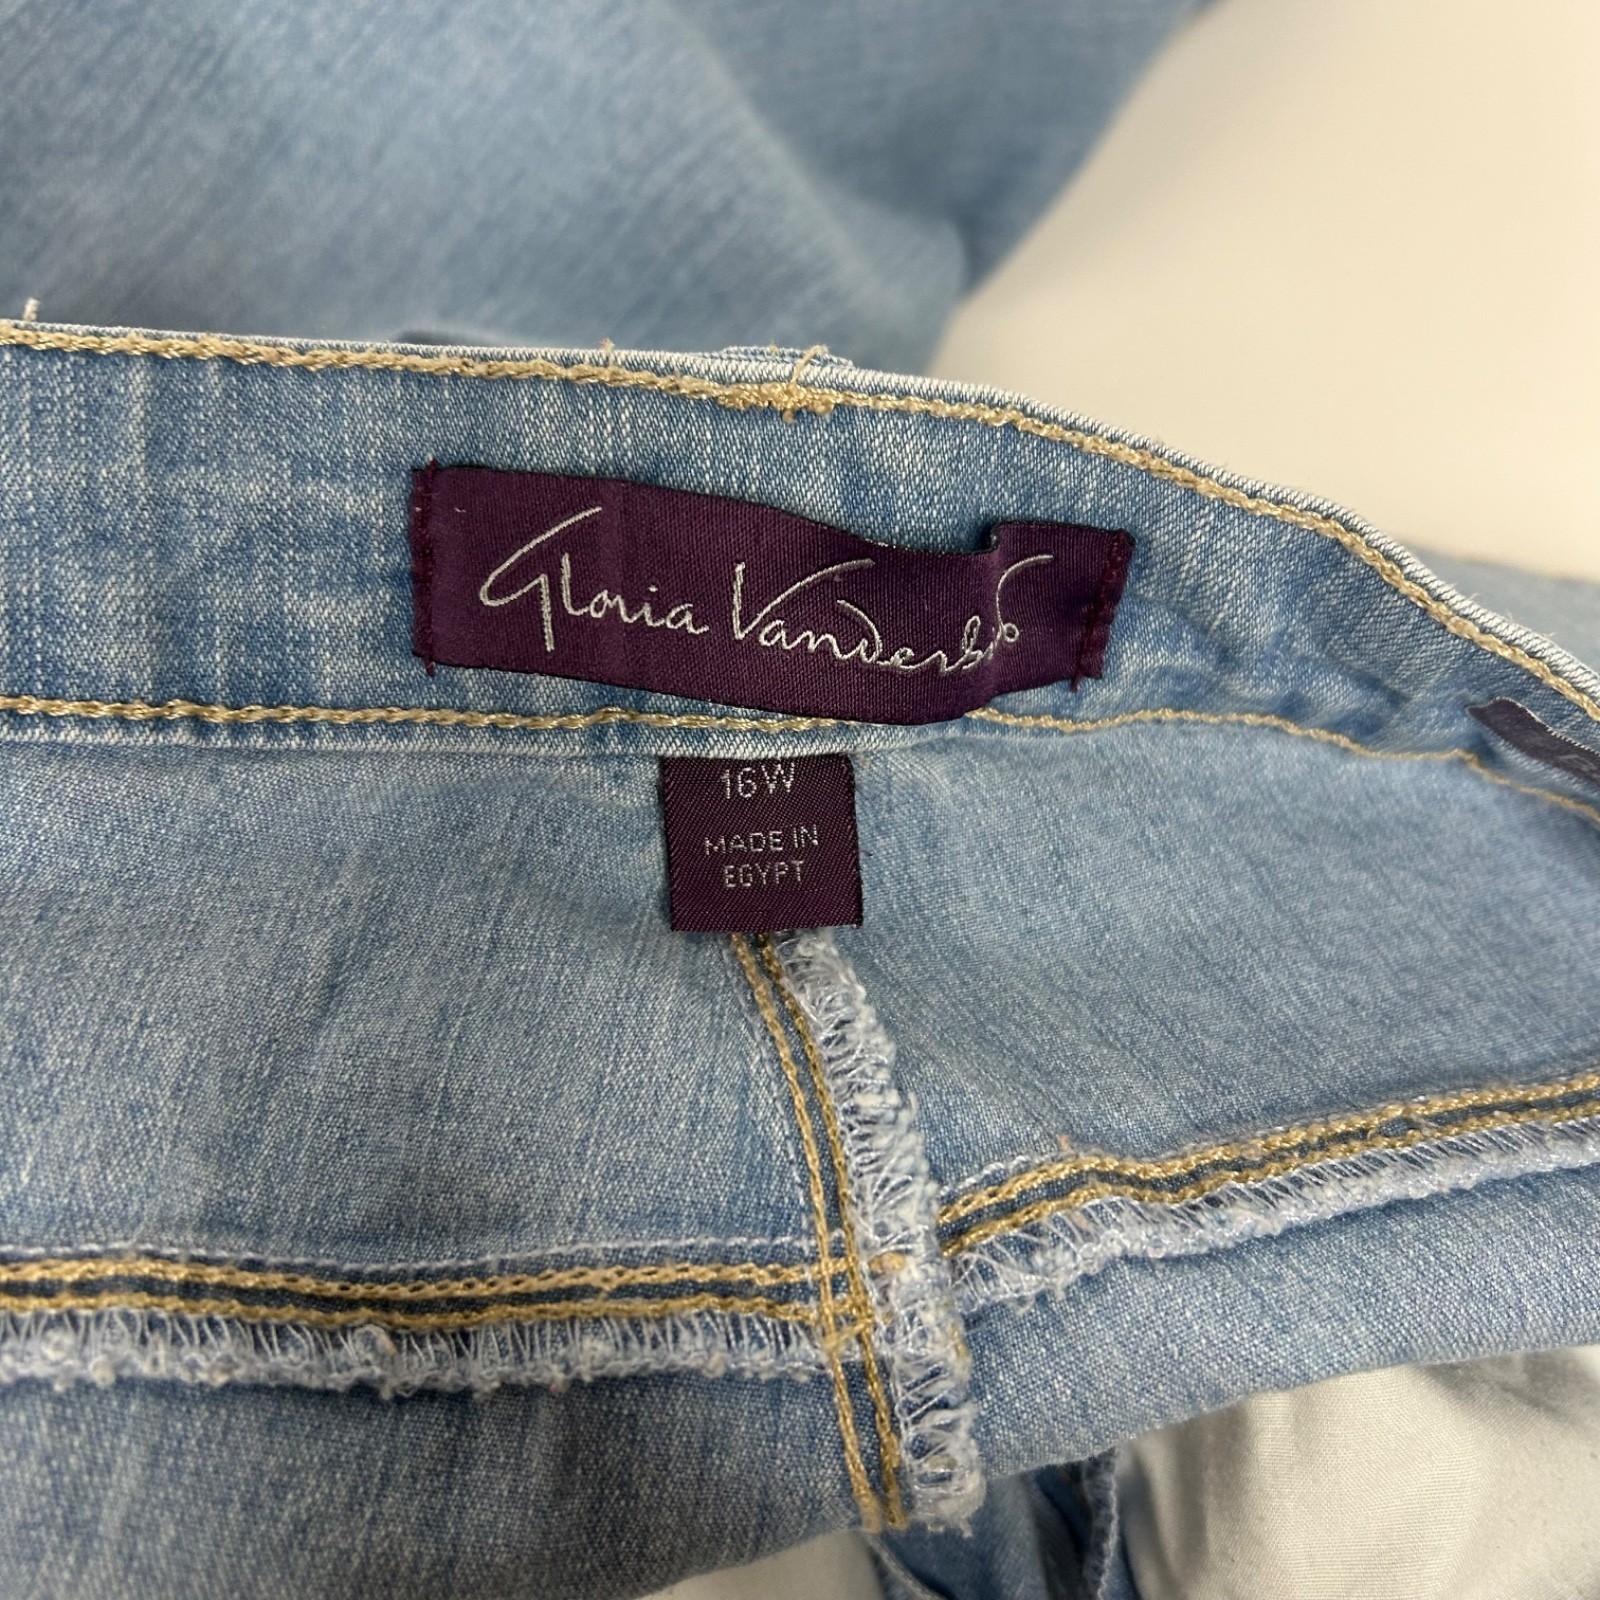 Gloria Vanderbilt
16W
MADE IN
EGYPT